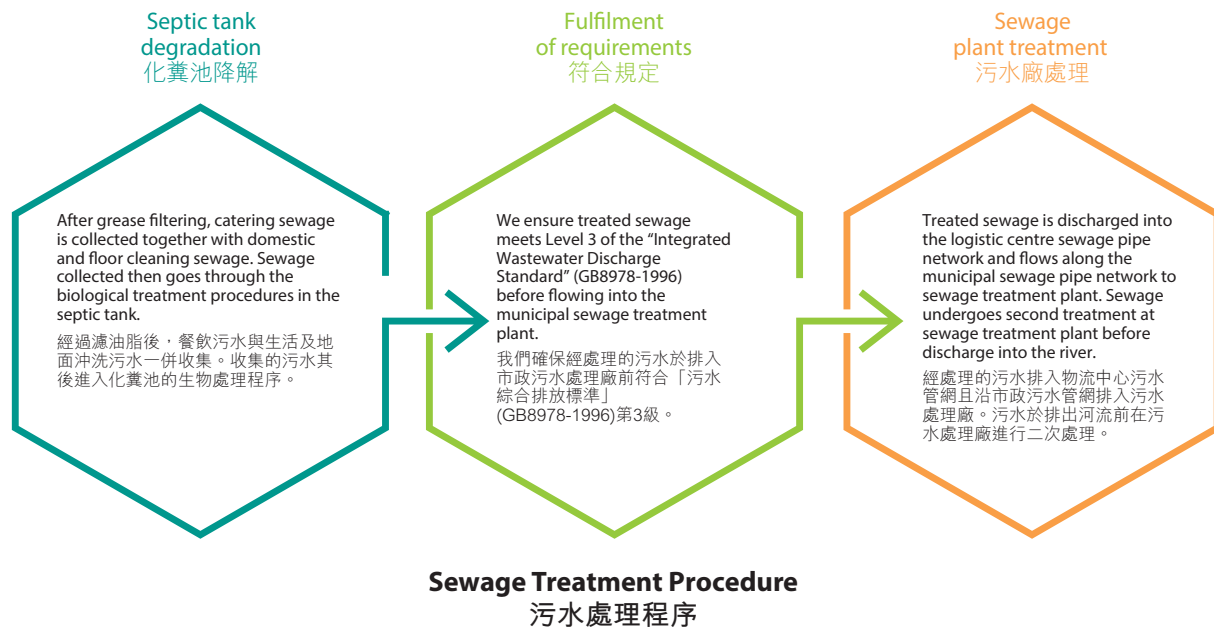 Septic tank
degradation
化糞池降解
After grease filtering, catering sewage
is collected together with domestic
and floor cleaning sewage. Sewage
collected then goes through the
biological treatment procedures in the
septic tank.
經過濾油脂後，餐飲污水與生活及地
面沖洗污水一併收集。收集的污水其
後進入化糞池的生物處理程序。
Fulfilment
of requirements
符合規定
We ensure treated sewage
meets Level 3 of the “Integrated
Wastewater Discharge
Standard” (GB8978-1996)
before flowing into the
municipal sewage treatment
plant.
我們確保經處理的污水於排入
市政污水處理廠前符合「污水
綜合排放標準」
(GB8978-1996)第3級。
Sewage
plant treatment
污水廠處理
Treated sewage is discharged into
the logistic centre sewage pipe
network and flows along the
municipal sewage pipe network to
sewage treatment plant. Sewage
undergoes second treatment at
sewage treatment plant before
discharge into the river.
經處理的污水排入物流中心污水
管網且沿市政污水管網排入污水
處理廠。污水於排出河流前在污
水處理廠進行二次處理。
Sewage Treatment Procedure
污水處理程序